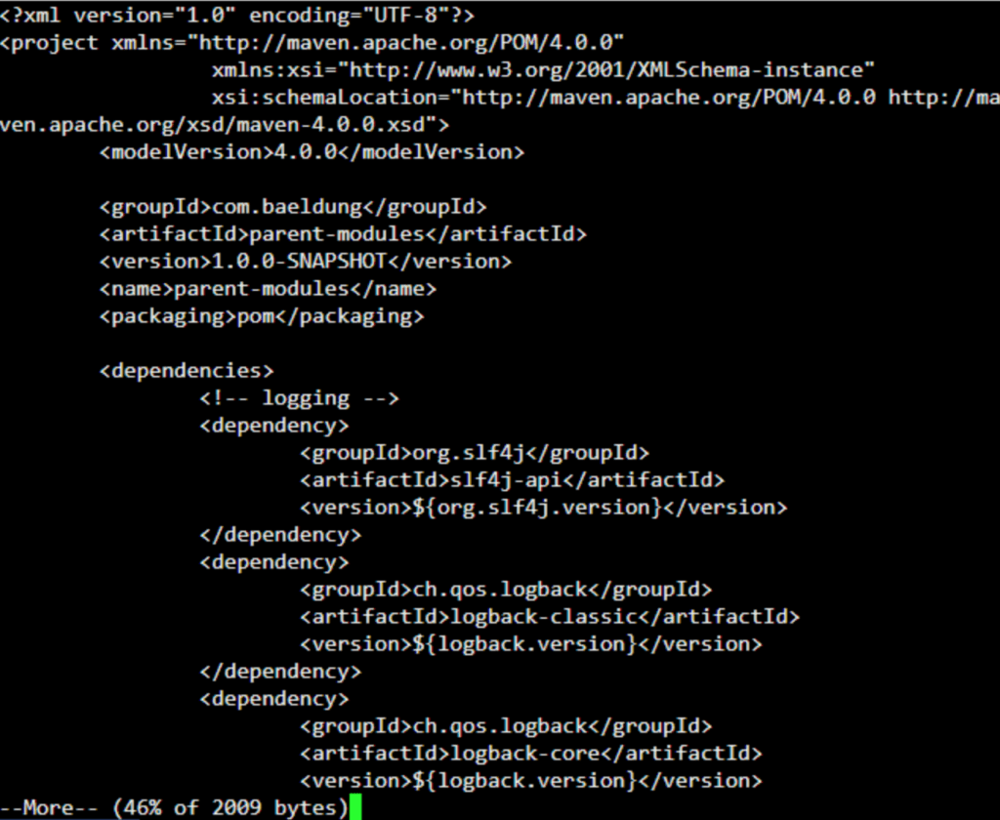 <?xml version="1.0" encoding="UTF-8"?>
<project xmlns="http://maven.apache.org/POM/4.0.0"
                 xmlns:xsi="http://www.w3.org/2001/XMLSchema-instance"
                 xsi:schemaLocation="http://maven.apache.org/POM/4.0.0 http://ma
ven.apache.org/xsd/maven-4.0.0.xsd">
        <modelVersion>4.0.0</modelVersion>

        <groupId>com.baeldung</groupId>
        <artifactId>parent-modules</artifactId>
        <version>1.0.0-SNAPSHOT</version>
        <name>parent-modules</name>
        <packaging>pom</packaging>

        <dependencies>
                <!-- logging -->
                <dependency>
                        <groupId>org.slf4j</groupId>
                        <artifactId>slf4j-api</artifactId>
                        <version>${org.slf4j.version}</version>
                </dependency>
                <dependency>
                        <groupId>ch.qos.logback</groupId>
                        <artifactId>logback-classic</artifactId>
                        <version>${logback.version}</version>
                </dependency>
                <dependency>
                        <groupId>ch.qos.logback</groupId>
                        <artifactId>logback-core</artifactId>
                        <version>${logback.version}</version>
--More-- (46% of 2009 bytes)